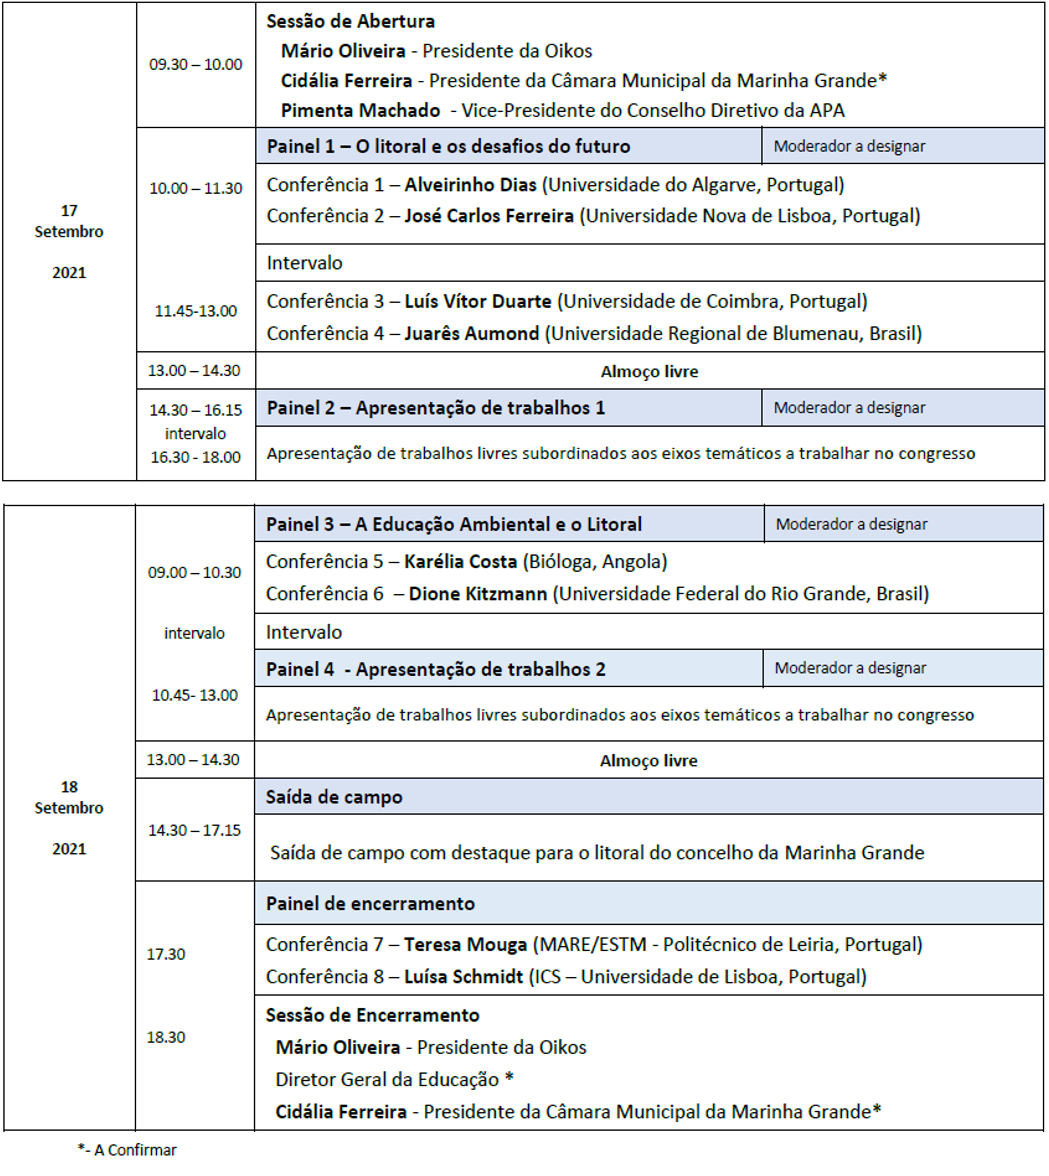 17
Setembro
2021
09.30 – 10.00
Sessão de Abertura
Mário Oliveira - Presidente da Oikos
Cidália Ferreira - Presidente da Câmara Municipal da Marinha Grande*
Pimenta Machado - Vice-Presidente do Conselho Diretivo da APA
10.00 – 11.30
Painel 1 – O litoral e os desafios do futuro
Moderador a designar
Conferência 1 – Alveirinho Dias (Universidade do Algarve, Portugal)
Conferência 2 – José Carlos Ferreira (Universidade Nova de Lisboa, Portugal)
Intervalo
11.45-13.00
Conferência 3 – Luís Vítor Duarte (Universidade de Coimbra, Portugal)
Conferência 4 – Juarês Aumond (Universidade Regional de Blumenau, Brasil)
13.00 – 14.30
Almoço livre
14.30 – 16.15
intervalo
16.30 - 18.00
Painel 2 – Apresentação de trabalhos 1
Moderador a designar
Apresentação de trabalhos livres subordinados aos eixos temáticos a trabalhar no congresso
18
Setembro
2021
09.00 – 10.30
Painel 3 – A Educação Ambiental e o Litoral
Moderador a designar
Conferência 5 – Karélia Costa (Bióloga, Angola)
Conferência 6 – Dione Kitzmann (Universidade Federal do Rio Grande, Brasil)
intervalo
Intervalo
10.45- 13.00
Painel 4 - Apresentação de trabalhos 2
Moderador a designar
Apresentação de trabalhos livres subordinados aos eixos temáticos a trabalhar no congresso
13.00 – 14.30
Almoço livre
14.30 – 17.15
Saída de campo
Saída de campo com destaque para o litoral do concelho da Marinha Grande
Painel de encerramento
17.30
Conferência 7 – Teresa Mouga (MARE/ESTM - Politécnico de Leiria, Portugal)
Conferência 8 – Luísa Schmidt (ICS – Universidade de Lisboa, Portugal)
18.30
Sessão de Encerramento
Mário Oliveira - Presidente da Oikos
Diretor Geral da Educação *
Cidália Ferreira - Presidente da Câmara Municipal da Marinha Grande*
*- A Confirmar